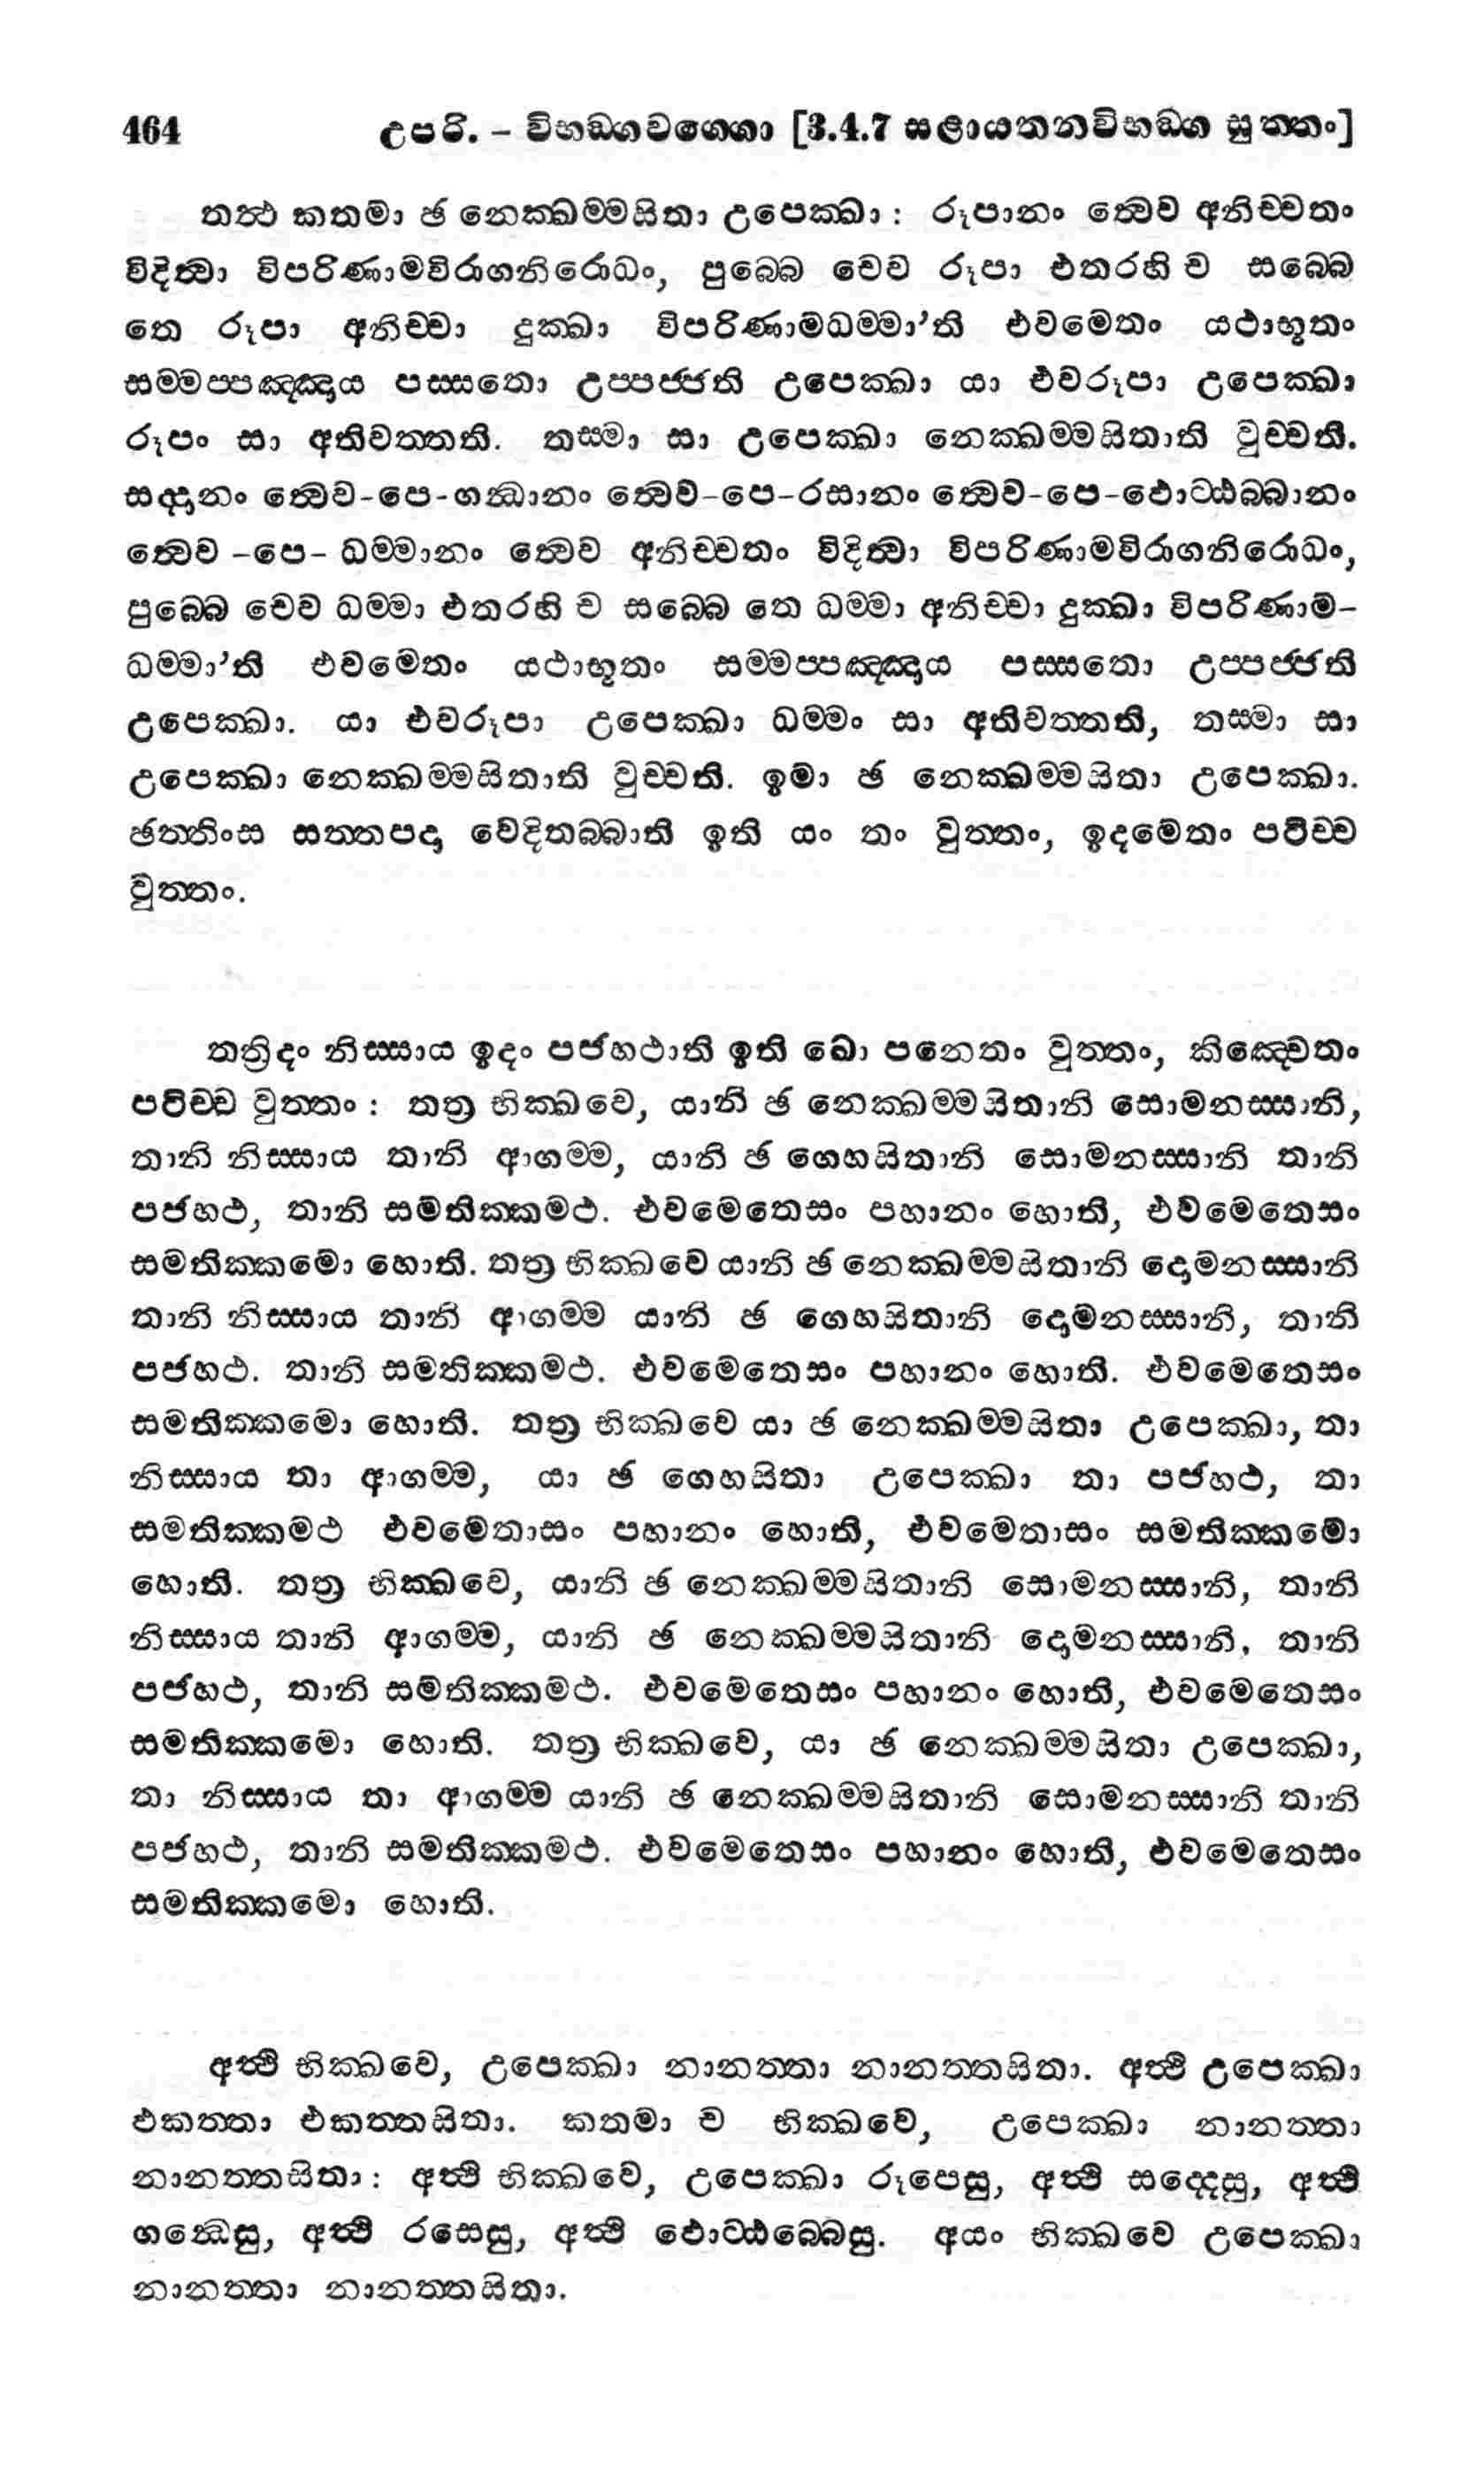 464 උපරි. – විභඞ්ගවග්ගො [3.4.7 සළායතනවිභඞ්ග සුත්තං]
තත්‍ථ කතමා ඡ නෙක්ඛම්මසිතා උපෙක්ඛා : රූපානං ත්‍වෙව අනිච්චතං
විදිත්‍වා විපරිණාමවිරාගනිරොධං, පුබ්බෙ චෙව රූපා එතරහි ච සබ්බෙ
තෙ රූපා අනිච්චා දුක්ඛා විපරිණාමධම්මා’ති එවමෙතං යථාභූතං
සම්මප්පඤ්ඤාය පස්සතො උප්පජ්ජති උපෙක්ඛා යා එවරූපා උපෙක්ඛා
රූපං සා අතිවත්තති. තස්මා සා උපෙක්ඛා නෙක්ඛම්මසිතාති වුච්චති.
සද්දානං ත්‍වෙව-පෙ-ගන්‍ධානං ත්‍වෙව-පෙ-රසානං ත්‍වෙව-පෙ-ඵොට්ඨබ්බානං
ත්‍වෙව -පෙ- ධම්මානං ත්‍වෙව අනිච්චතං විදිත්‍වා විපරිණාමවිරාගනිරොධං,
පුබ්බෙ චෙව ධම්මා එතරහි ච සබ්බෙ තෙ ධම්මා අනිච්චා දුක්ඛා විපරිණාම-
ධම්මා’ති එවමෙතං යථාභූතං සම්මප්පඤ්ඤාය පස්සතො උප්පජ්ජති
උපෙක්ඛා. යා එවරූපා උපෙක්ඛා ධම්මං සා අතිවත්තති, තස්මා සා
උපෙක්ඛා නෙක්ඛම්මසිතාති වුච්චති. ඉමා ඡ නෙක්ඛම්මසිතා උපෙක්ඛා.
ඡත්තිංස සත්තපදා වෙදිතබ්බාති ඉති යං තං වුත්තං, ඉදමෙතං පටිච්ච
වුත්තං.
තත්‍රිදං නිස්සාය ඉදං පජහථාති ඉති ඛො පනෙතං වුත්තං, කිඤ්චෙතං
පටිච්ච වුත්තං : තත්‍ර භික්ඛවෙ, යානි ඡ නෙක්ඛම්මසිතානි සොමනස්සානි,
තානි නිස්සාය තානි ආගම්ම, යානි ඡ ගෙහසිතානි සොමනස්සානි තානි
පජහථ, තානි සමතික්කමථ. එවමෙතෙසං පහානං හොති, එවමෙතෙසං
සමතික්කමො හොති. තත්‍ර භික්ඛවෙ යානි ඡ නෙක්ඛම්මසිතානි දොමනස්සානි
තානි නිස්සාය තානි ආගම්ම යානි ඡ ගෙහසිතානි දොමනස්සානි, තානි
පජහථ. තානි සමතික්කමථ. එවමෙතෙසං පහානං හොති. එවමෙතෙසං
සමතික්කමො හොති. තත්‍ර භික්ඛවෙ යා ඡ නෙක්ඛම්මසිතා උපෙක්ඛා, තා
නිස්සාය තා ආගම්ම, යා ඡ ගෙහසිතා උපෙක්ඛා තා පජහථ, තා
සමතික්කමථ එවමෙතාසං පහානං හොති, එවමෙතාසං සමතික්කමො
හොති. තත්‍ර භික්ඛවෙ, යානි ඡ නෙක්ඛම්මසිතානි සොමනස්සානි, තානි
නිස්සාය තානි ආගම්ම, යානි ඡ නෙක්ඛම්මසිතානි දොමනස්සානි, තානි
පජහථ, තානි සමතික්කමථ. එවමෙතෙසං පහානං හොති, එවමෙතෙසං
සමතික්කමො හොති. තත්‍ර භික්ඛවෙ, යා ඡ නෙක්ඛම්මසිතා උපෙක්ඛා,
තා නිස්සාය තා ආගම්ම යානි ඡ නෙක්ඛම්මසිතානි සොමනස්සානි තානි
පජහථ, තානි සමතික්කමථ. එවමෙතෙසං පහානං හොති, එවමෙතෙසං
සමතික්කමො හොති.
අත්‍ථි භික්ඛවෙ, උපෙක්ඛා නානත්තා නානත්තසිතා. අත්‍ථි උපෙක්ඛා
ඵකත්තා එකත්තසිතා. කතමා ච භික්ඛවෙ, උපෙක්ඛා නානත්තා
නානත්තසිතා : අත්‍ථි භික්ඛවෙ, උපෙක්ඛා රූපෙසු, අත්‍ථි සද්දෙසු, අත්‍ථි
ගන්‍ධෙසු, අත්‍ථි රසෙසු, අත්‍ථි ඵොට්ඨබ්බෙසු. අයං භික්ඛවෙ උපෙක්ඛා
නානත්තා නානත්තසිතා.